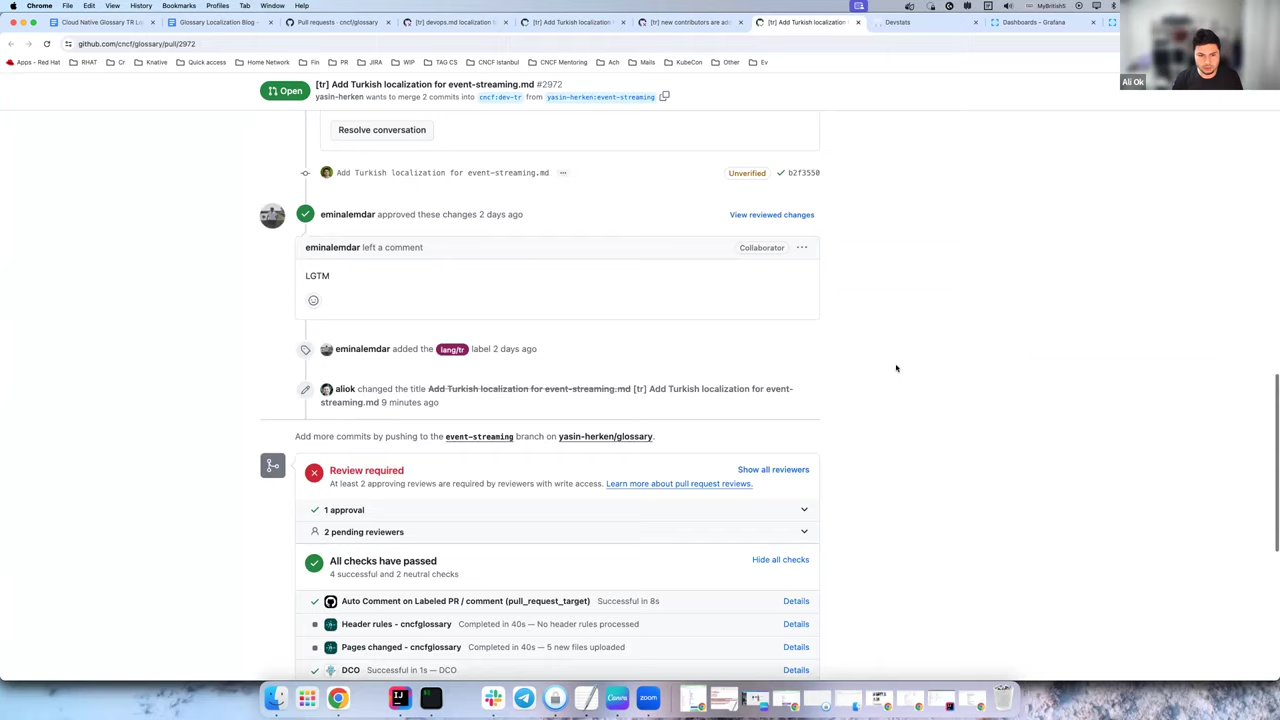 Chrome File Edit View History Bookmarks Profiles Tab Window Help
MyBritish
Cloud Native Glossary TR L
Glossary Localization Blog -
Pull requests · cncf/glossary
[tr] devops.md localization b
[tr] Add Turkish localization
[tr] new contributors are add
[tr] Add Turkish localization f
Devstats
Dashboards - Grafana
github.com/cncf/glossary/pull/2972
Apps - Red Hat RHAT Cr Knative Quick access Home Network Fin PR JIRA WIP TAG CS CNCF Istanbul CNCF Mentoring Ach Mails KubeCon Other Ev
Ali Ok
Open
[tr] Add Turkish localization for event-streaming.md #2972
yasin-herken wants to merge 2 commits into cncf:dev-tr from yasin-herken:event-streaming
Resolve conversation
Add Turkish localization for event-streaming.md ... Unverified b2f3550
eminalemdar approved these changes 2 days ago View reviewed changes
eminalemdar left a comment Collaborator ...
LGTM
eminalemdar added the lang/tr label 2 days ago
aliok changed the title Add Turkish localization for event-streaming.md [tr] Add Turkish localization for event-
streaming.md 9 minutes ago
Add more commits by pushing to the event-streaming branch on yasin-herken/glossary.
Review required Show all reviewers
At least 2 approving reviews are required by reviewers with write access. Learn more about pull request reviews.
1 approval
2 pending reviewers
All checks have passed Hide all checks
4 successful and 2 neutral checks
Auto Comment on Labeled PR / comment (pull_request_target) Successful in 8s Details
Header rules - cncfglossary Completed in 40s — No header rules processed Details
Pages changed - cncfglossary Completed in 40s — 5 new files uploaded Details
DCO Successful in 1s — DCO Details
Canva
zoom